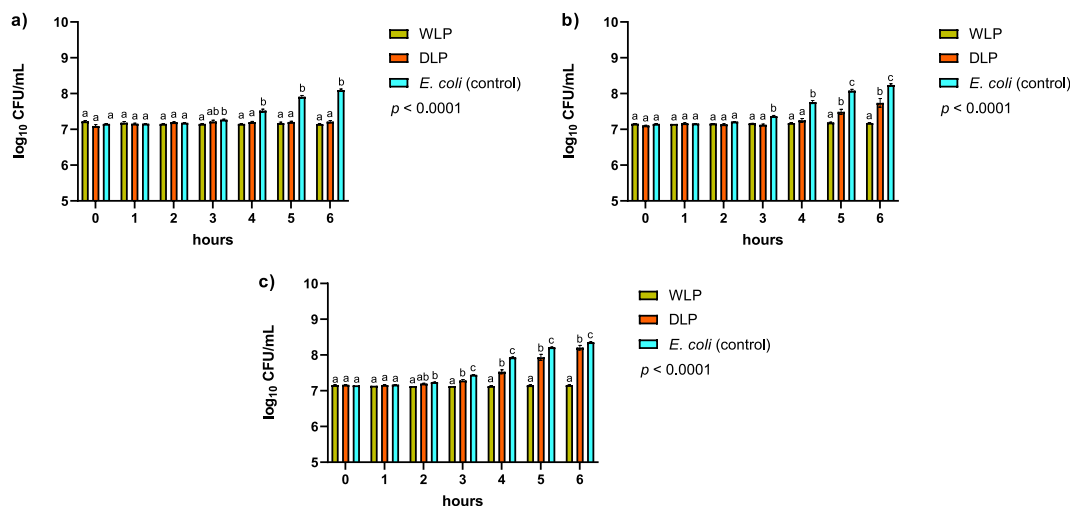 a)
10
9
8
7
6
5
log10 CFU/mL
a a a a a a a a a a ab b a a b a a b a a b
0 1 2 3 4 5 6
hours
WLP
DLP
E. coli (control)
p < 0.0001
b)
10
9
8
7
6
5
log10 CFU/mL
a a a a a a a a a a a b a a b a b c a b c
0 1 2 3 4 5 6
hours
WLP
DLP
E. coli (control)
p < 0.0001
c)
10
9
8
7
6
5
log10 CFU/mL
a a a a a a a ab b a b c a b c a b c a b c
0 1 2 3 4 5 6
hours
WLP
DLP
E. coli (control)
p < 0.0001